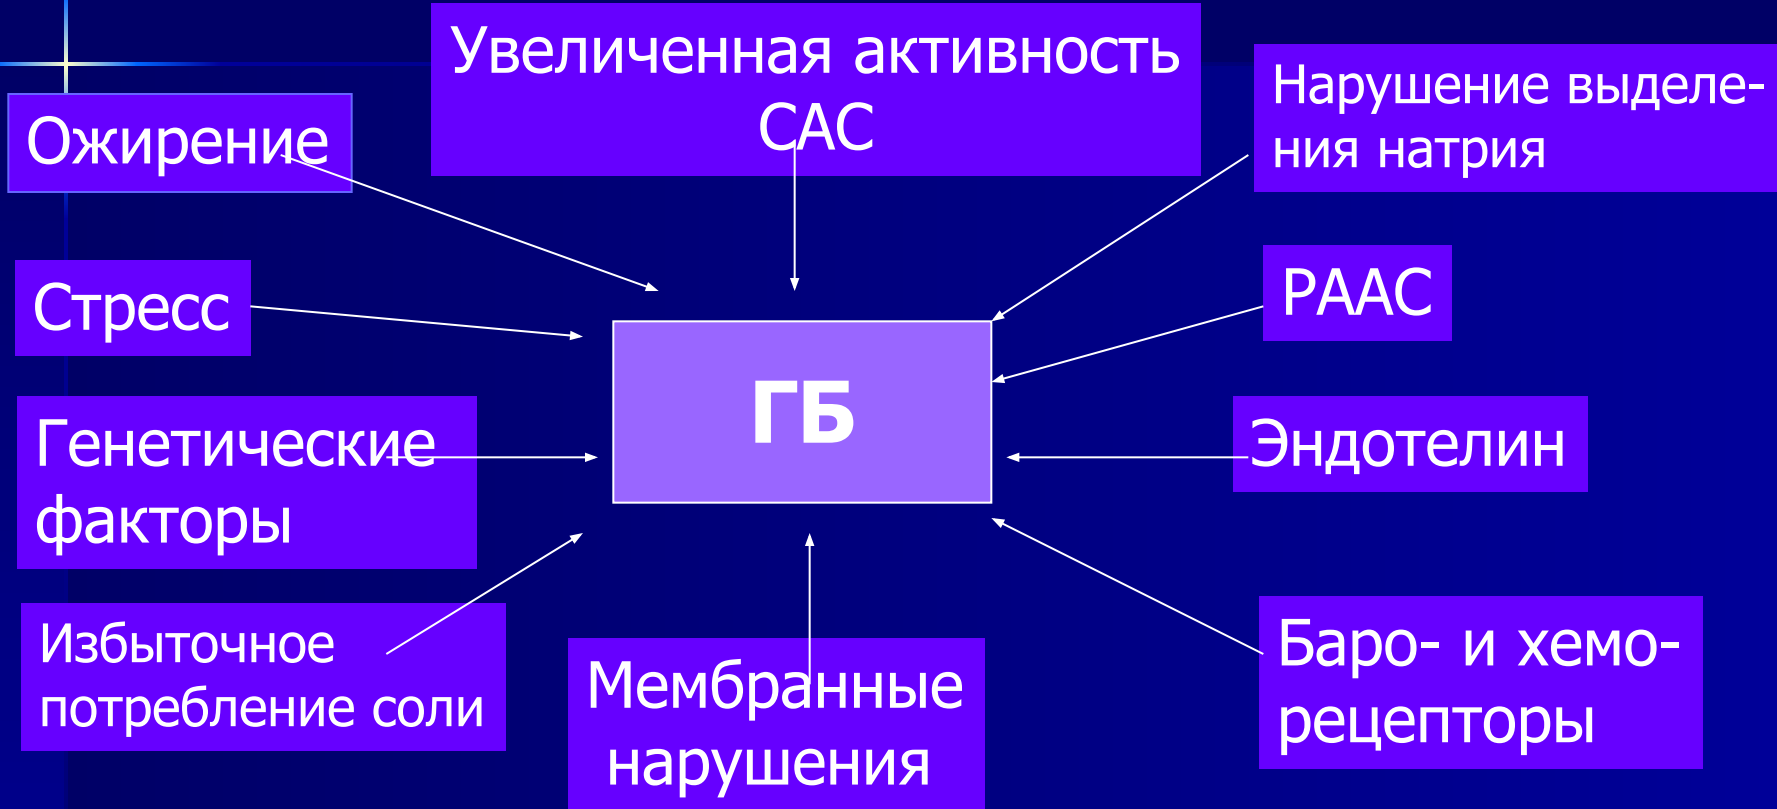 Увеличенная активность
САС
Нарушение выделе-
ния натрия
Ожирение
Стресс
РААС
ГБ
Генетические
факторы
Эндотелин
Избыточное
потребление соли
Мембранные
нарушения
Баро- и хемо-
рецепторы